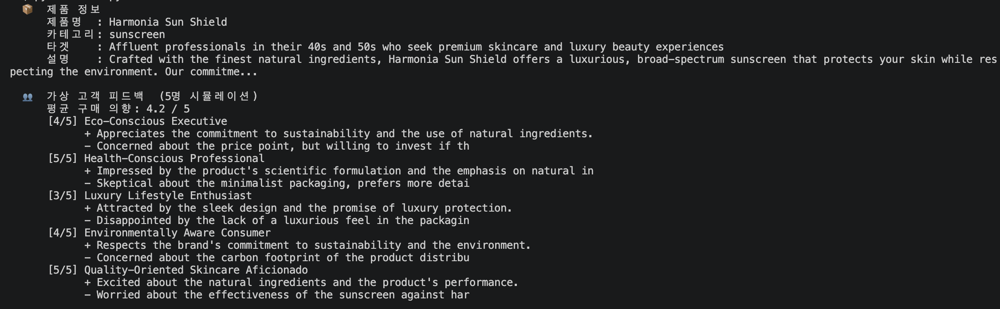 제품 정보
제품명 : Harmonia Sun Shield
카테고리: sunscreen
타겟 : Affluent professionals in their 40s and 50s who seek premium skincare and luxury beauty experiences
설명 : Crafted with the finest natural ingredients, Harmonia Sun Shield offers a luxurious, broad-spectrum sunscreen that protects your skin while res
pecting the environment. Our commitme...
가상 고객 피드백 (5명 시뮬레이션)
평균 구매 의향: 4.2 / 5
[4/5] Eco-Conscious Executive
+ Appreciates the commitment to sustainability and the use of natural ingredients.
- Concerned about the price point, but willing to invest if th
[5/5] Health-Conscious Professional
+ Impressed by the product's scientific formulation and the emphasis on natural in
- Skeptical about the minimalist packaging, prefers more detai
[3/5] Luxury Lifestyle Enthusiast
+ Attracted by the sleek design and the promise of luxury protection.
- Disappointed by the lack of a luxurious feel in the packagin
[4/5] Environmentally Aware Consumer
+ Respects the brand's commitment to sustainability and the environment.
- Concerned about the carbon footprint of the product distribu
[5/5] Quality-Oriented Skincare Aficionado
+ Excited about the natural ingredients and the product's performance.
- Worried about the effectiveness of the sunscreen against har